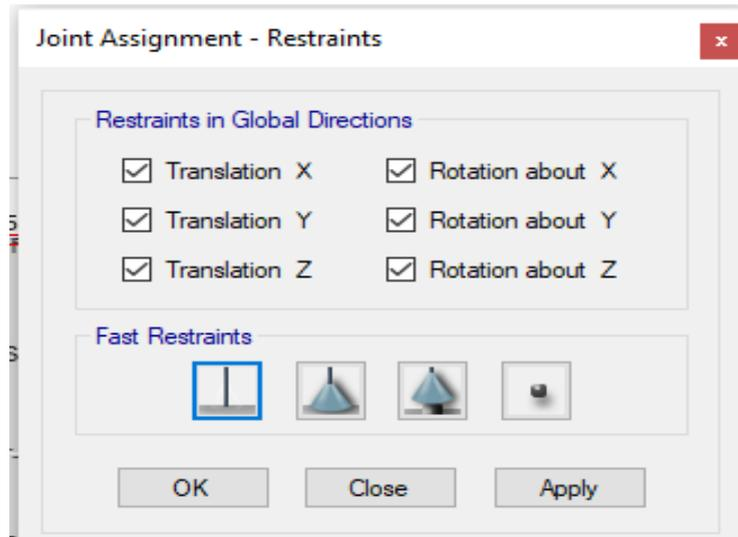 Joint Assignment - Restraints
x
Restraints in Global Directions
Translation X Rotation about X
Translation Y Rotation about Y
Translation Z Rotation about Z
Fast Restraints
OK Close Apply